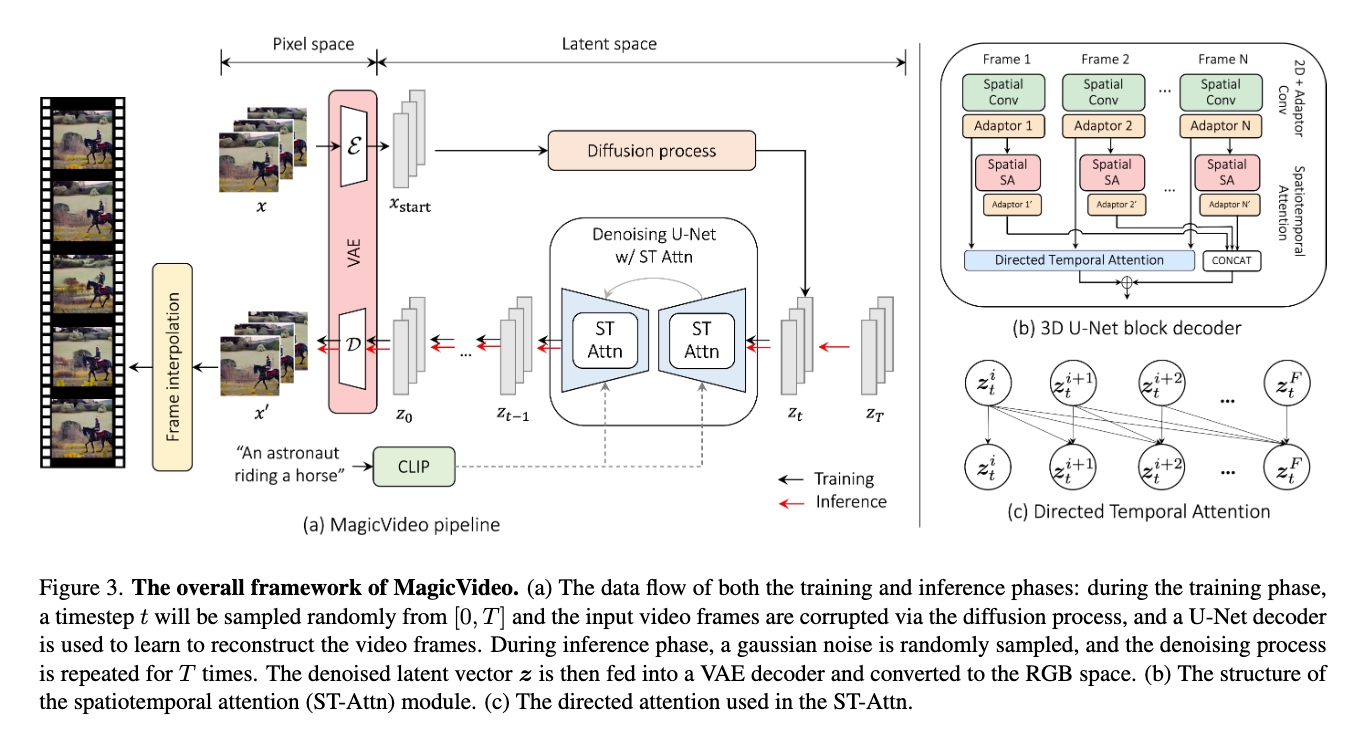 Pixel space
Latent space
x
ℰ
x_start
Diffusion process
VAE
Denoising U-Net
w/ ST Attn
ST
Attn
ST
Attn
Frame interpolation
x′
𝒟
z_0
...
z_{t−1}
z_t
z_T
“An astronaut
riding a horse”
CLIP
Training
Inference
(a) MagicVideo pipeline
Frame 1
Frame 2
Frame N
Spatial
Conv
Spatial
Conv
...
Spatial
Conv
Adaptor 1
Adaptor 2
Adaptor N
2D + Adaptor
Conv
Spatial
SA
Spatial
SA
...
Spatial
SA
Adaptor 1'
Adaptor 2'
Adaptor N'
Spatiotemporal
Attention
Directed Temporal Attention
CONCAT
(b) 3D U-Net block decoder
z_t^i
z_t^{i+1}
z_t^{i+2}
...
z_t^F
z_t^i
z_t^{i+1}
z_t^{i+2}
...
z_t^F
(c) Directed Temporal Attention
Figure 3. The overall framework of MagicVideo. (a) The data flow of both the training and inference phases: during the training phase,
a timestep t will be sampled randomly from [0, T] and the input video frames are corrupted via the diffusion process, and a U-Net decoder
is used to learn to reconstruct the video frames. During inference phase, a gaussian noise is randomly sampled, and the denoising process
is repeated for T times. The denoised latent vector z is then fed into a VAE decoder and converted to the RGB space. (b) The structure of
the spatiotemporal attention (ST-Attn) module. (c) The directed attention used in the ST-Attn.